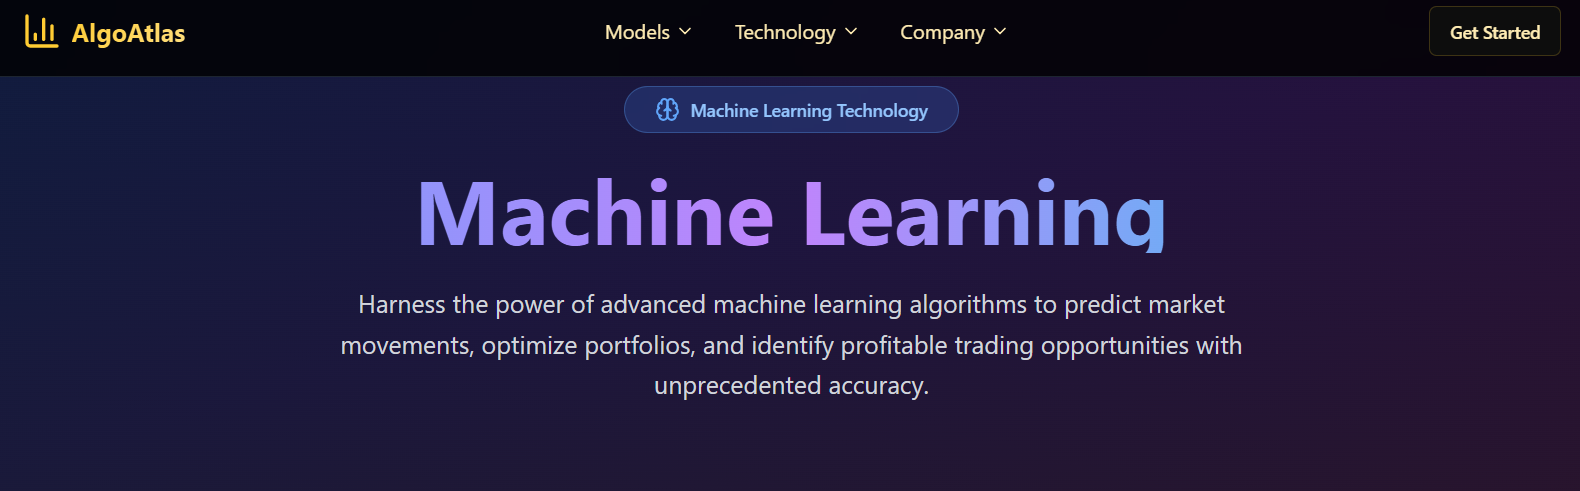 AlgoAtlas
Models
Technology
Company
Get Started
Machine Learning Technology
Machine Learning
Harness the power of advanced machine learning algorithms to predict market
movements, optimize portfolios, and identify profitable trading opportunities with
unprecedented accuracy.